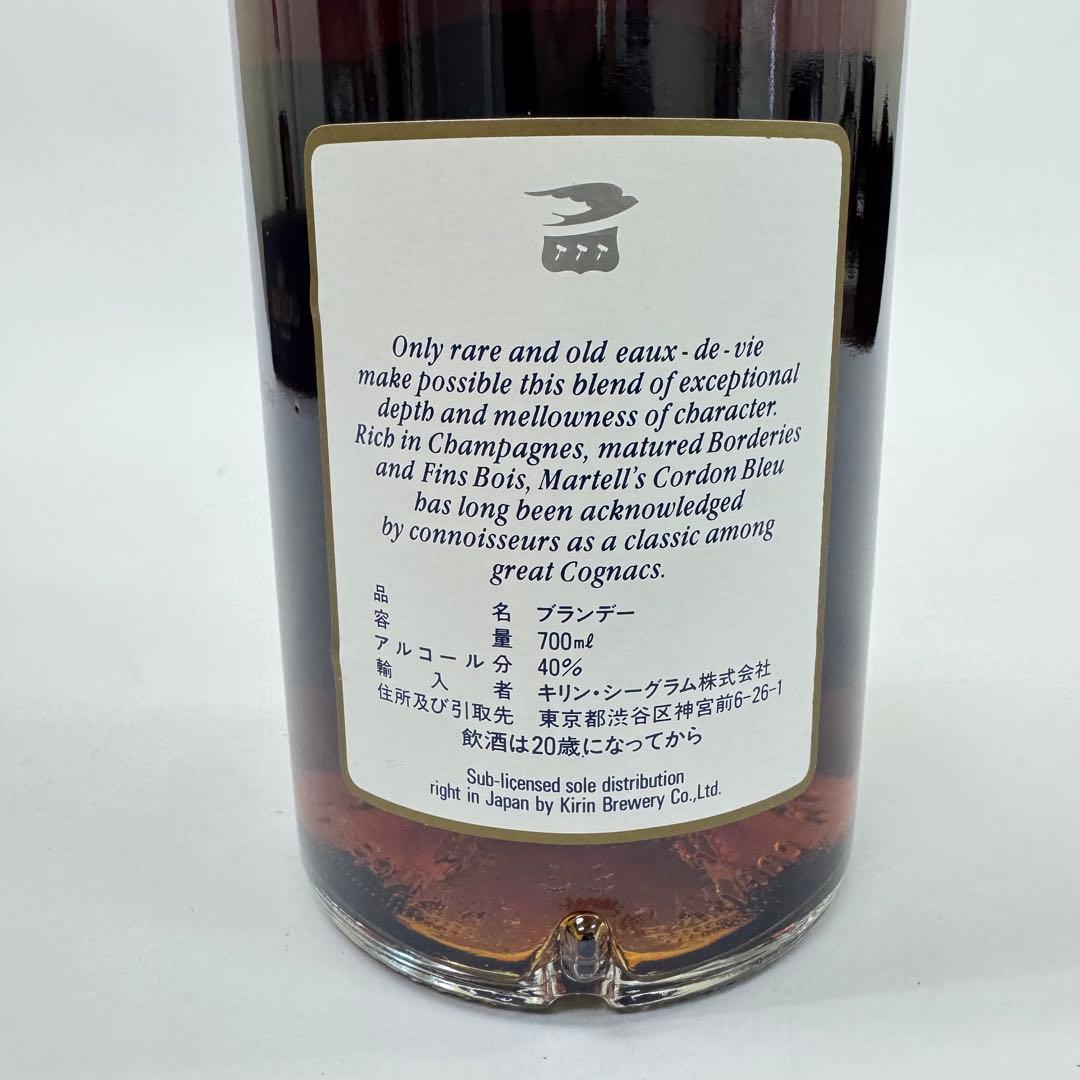 Only rare and old eaux-de-vie
make possible this blend of exceptional
depth and mellowness of character.
Rich in Champagnes, matured Borderies
and Fins Bois, Martell's Cordon Bleu
has long been acknowledged
by connoisseurs as a classic among
great Cognacs.
品名 ブランデー
容量 700mℓ
アルコール分 40%
輸入者 キリン・シーグラム株式会社
住所及び引取先 東京都渋谷区神宮前6-26-1
飲酒は20歳になってから
Sub-licensed sole distribution
right in Japan by Kirin Brewery Co.,Ltd.